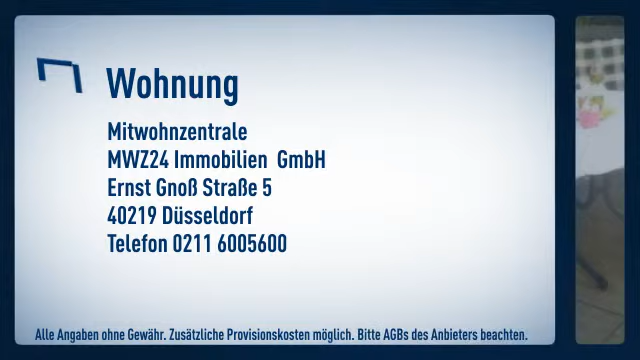 Wohnung
Mitwohnzentrale
MWZ24 Immobilien GmbH
Ernst Gnoß Straße 5
40219 Düsseldorf
Telefon 0211 6005600
Alle Angaben ohne Gewähr. Zusätzliche Provisionskosten möglich. Bitte AGBs des Anbieters beachten.